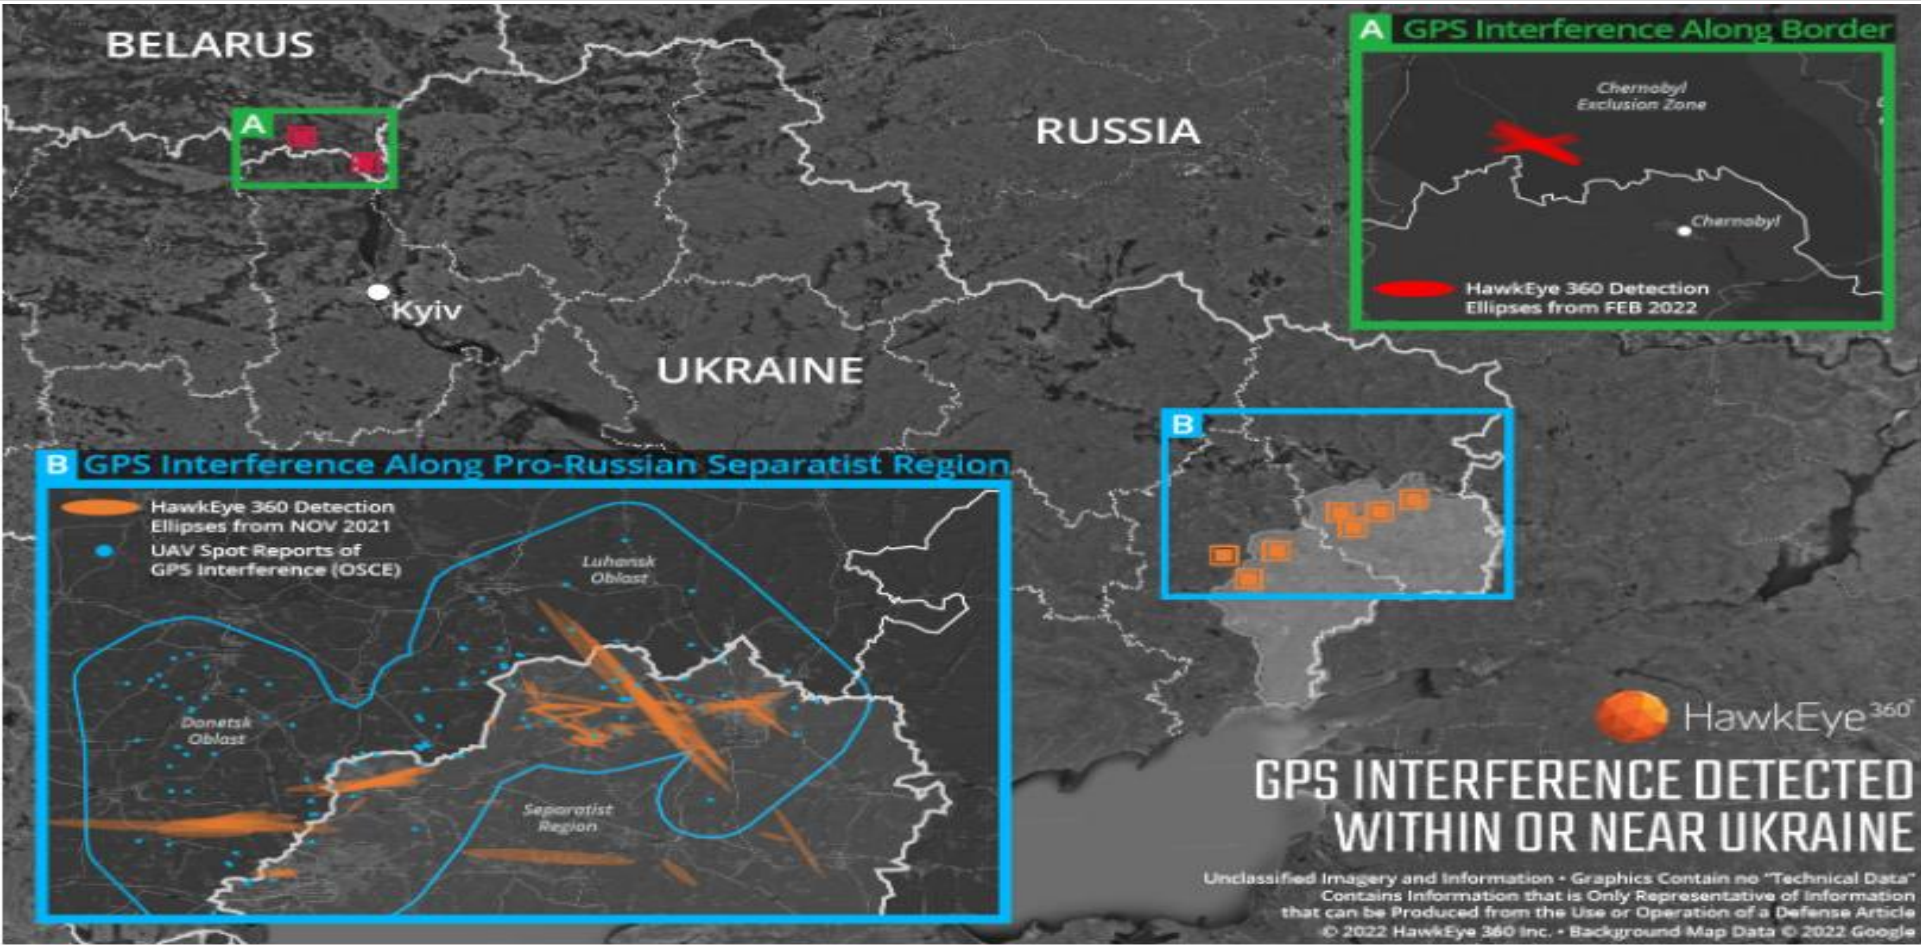 BELARUS
A GPS Interference Along Border
Chernobyl
Exclusion Zone
A
RUSSIA
Chernobyl
HawkEye 360 Detection
Ellipses from FEB 2022
Kyiv
UKRAINE
B
B GPS Interference Along Pro-Russian Separatist Region
HawkEye 360 Detection
Ellipses from NOV 2021
UAV Spot Reports of
GPS Interference (OSCE)
Luhansk
Oblast
Donetsk
Oblast
Separatist
Region
HawkEye 360°
GPS INTERFERENCE DETECTED
WITHIN OR NEAR UKRAINE
Unclassified Imagery and Information • Graphics Contain no "Technical Data"
Contains Information that is Only Representative of Information
that can be Produced from the Use or Operation of a Defense Article
© 2022 HawkEye 360 Inc. • Background Map Data © 2022 Google